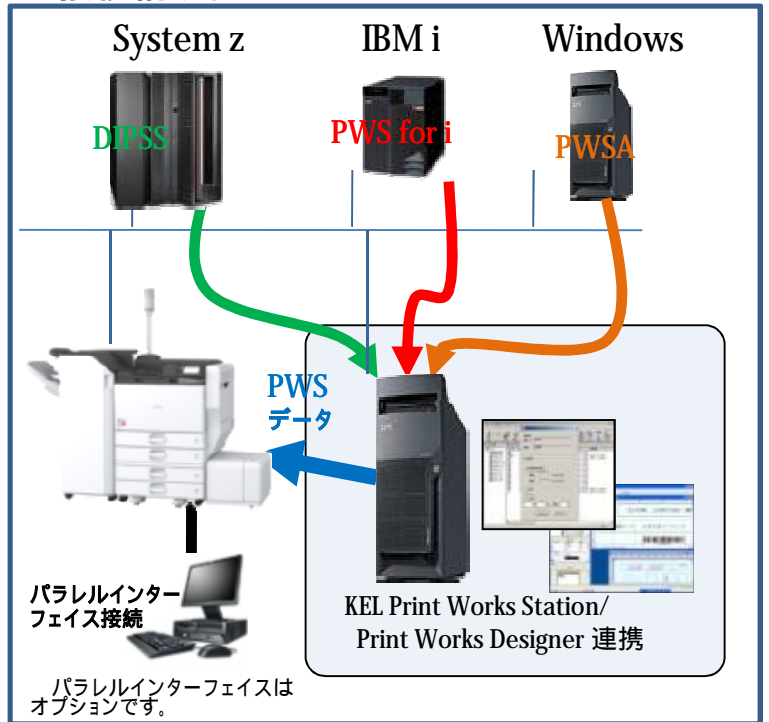 System z
IBM i
Windows
DIPSS
PWS for i
PWSA
PWS
データ
パラレルインター
フェイス接続
KEL Print Works Station/
Print Works Designer 連携
パラレルインターフェイスは
オプションです。